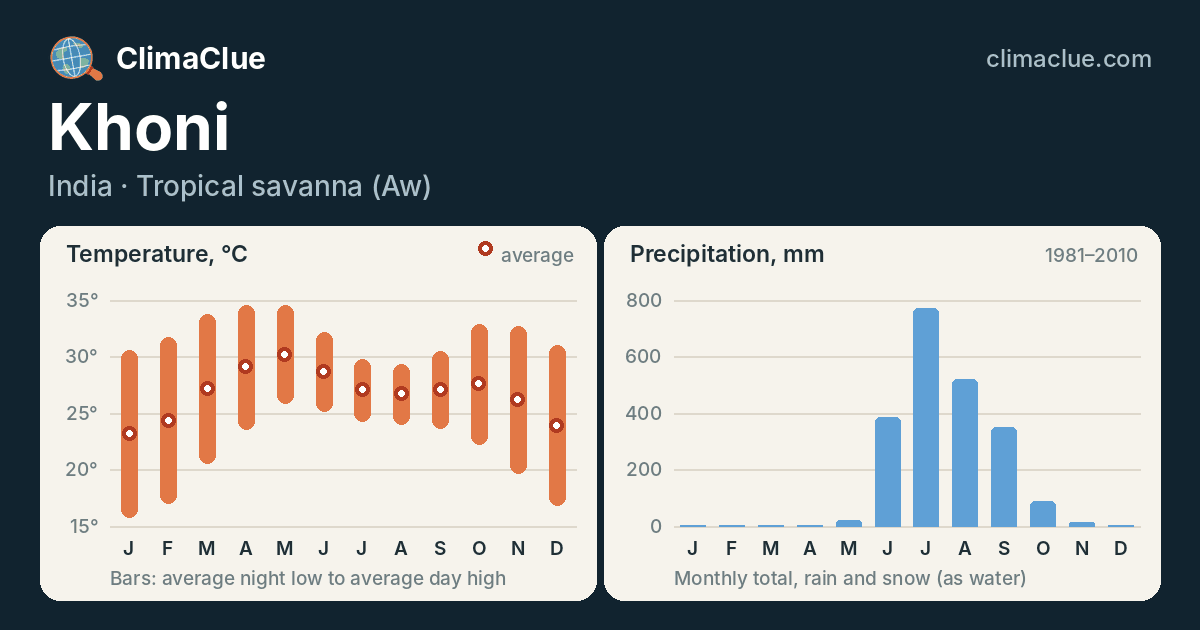 ClimaClue
climaclue.com
Khoni
India · Tropical savanna (Aw)
Temperature, °C
average
35°
30°
25°
20°
15°
J F M A M J J A S O N D
Bars: average night low to average day high
Precipitation, mm
1981–2010
800
600
400
200
0
J F M A M J J A S O N D
Monthly total, rain and snow (as water)